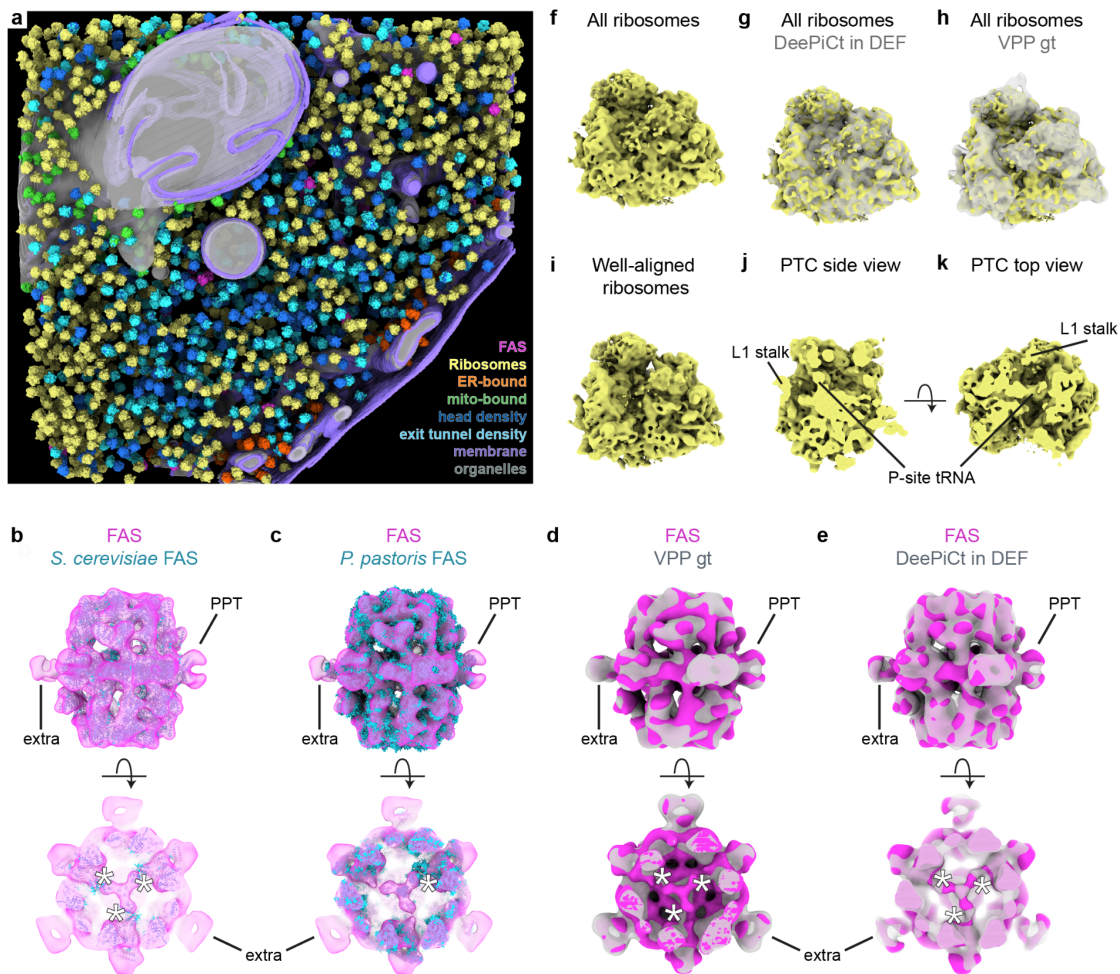 a
FAS
Ribosomes
ER-bound
mito-bound
head density
exit tunnel density
membrane
organelles
f
All ribosomes
g
All ribosomes
DeePiCt in DEF
h
All ribosomes
VPP gt
i
Well-aligned
ribosomes
j
PTC side view
L1 stalk
k
PTC top view
L1 stalk
P-site tRNA
b
FAS
S. cerevisiae FAS
PPT
extra
*
*
*
extra
c
FAS
P. pastoris FAS
PPT
extra
*
d
FAS
VPP gt
PPT
extra
*
*
*
extra
e
FAS
DeePiCt in DEF
PPT
extra
*
*
*